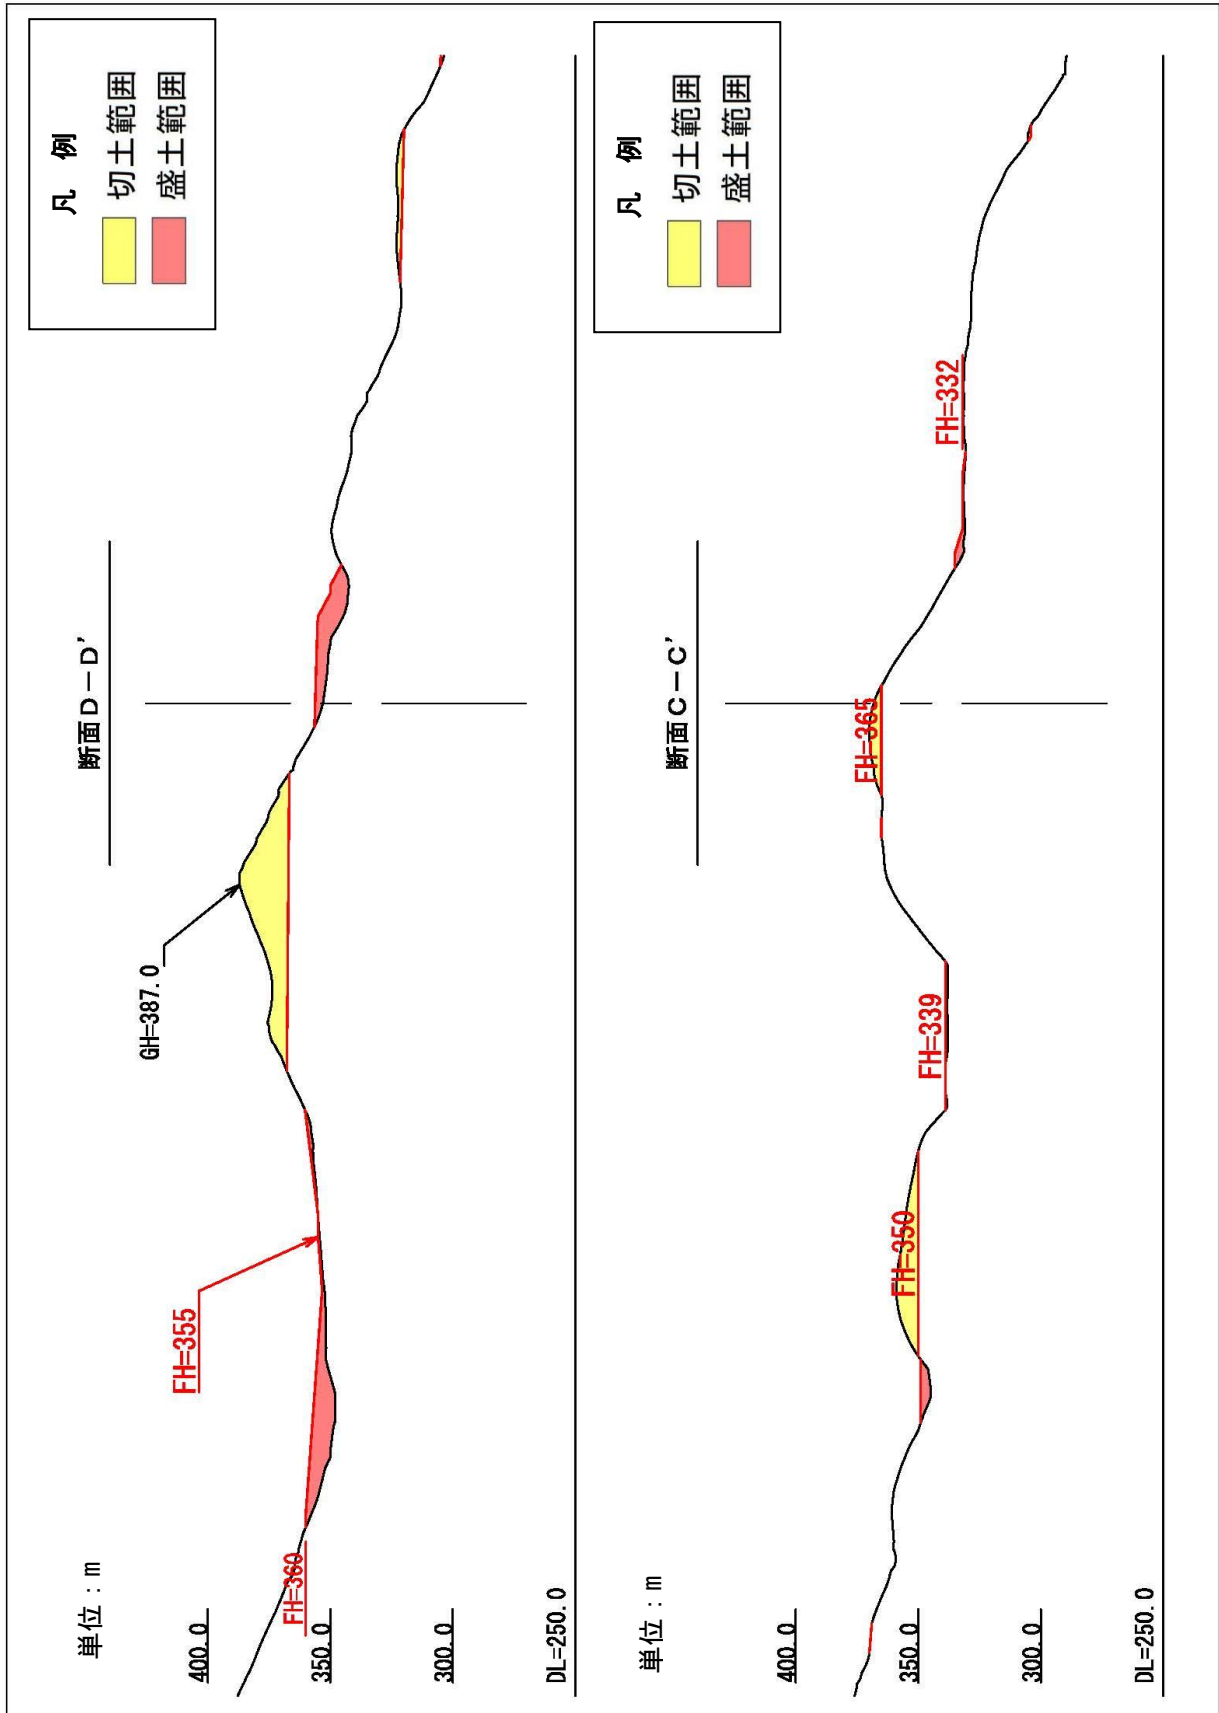 断面D－D’
単位：m
凡 例
切土範囲
盛土範囲
400.0
350.0
300.0
DL=250.0
FH=360
FH=355
GH=387.0
断面C－C’
単位：m
凡 例
切土範囲
盛土範囲
400.0
350.0
300.0
DL=250.0
FH=350
FH=339
FH=365
FH=332